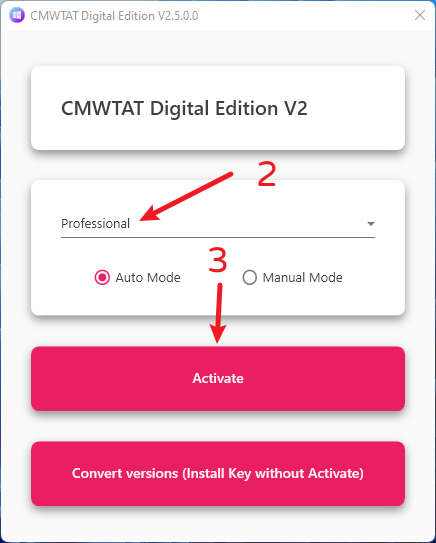 CMWTAT Digital Edition V2.5.0.0
CMWTAT Digital Edition V2
2
Professional
3
Auto Mode Manual Mode
Activate
Convert versions (Install Key without Activate)